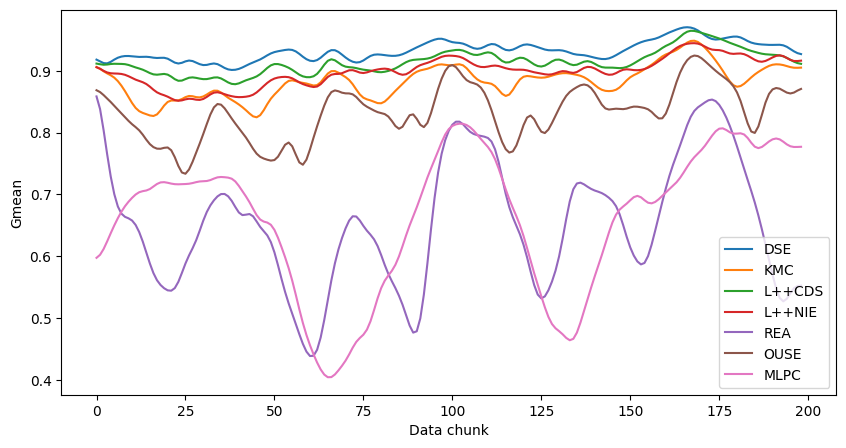 Gmean
0.9
0.8
0.7
0.6
0.5
0.4
0
25
50
75
100
125
150
175
200
Data chunk
DSE
KMC
L++CDS
L++NIE
REA
OUSE
MLPC